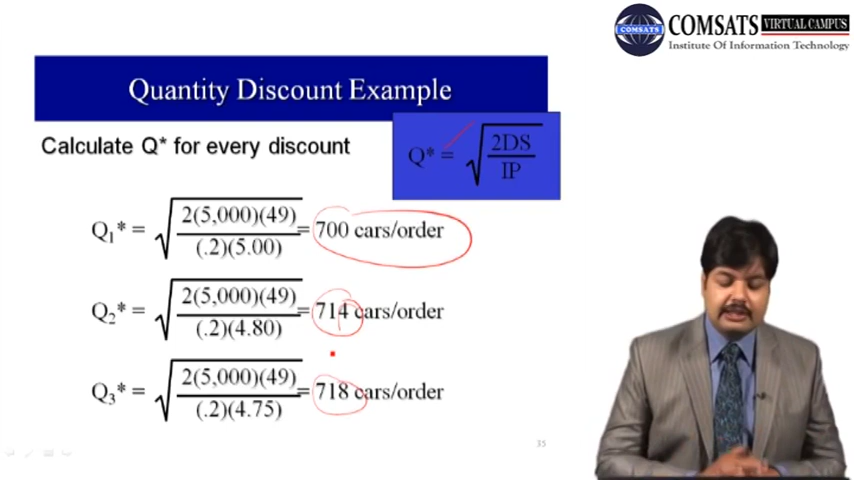 COMSATS VIRTUAL CAMPUS
COMSATS
Institute Of Information Technology
Quantity Discount Example
Calculate Q* for every discount
Q* = √2DS/IP
Q₁* = √2(5,000)(49)/(.2)(5.00) = 700 cars/order
Q₂* = √2(5,000)(49)/(.2)(4.80) = 714 cars/order
Q₃* = √2(5,000)(49)/(.2)(4.75) = 718 cars/order
35